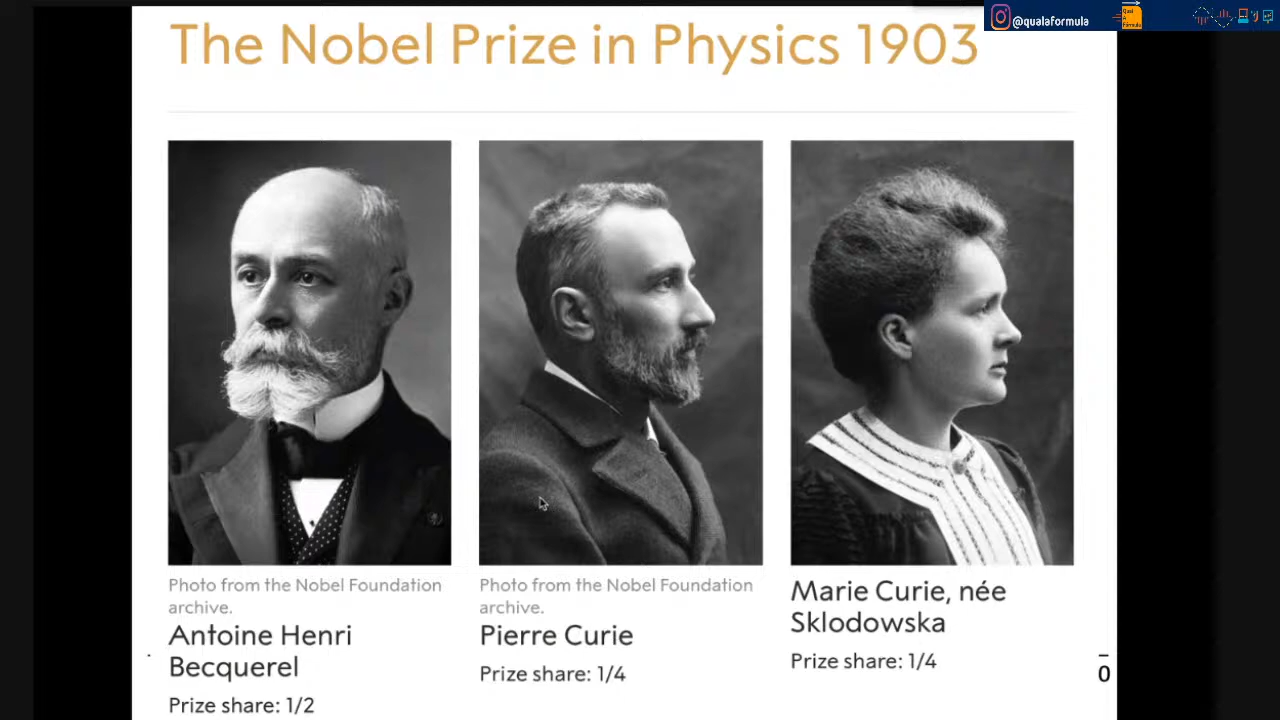 @qualaformula
Qual
a
Fórmula
The Nobel Prize in Physics 1903
Photo from the Nobel Foundation
archive.
Antoine Henri
Becquerel
Prize share: 1/2
Photo from the Nobel Foundation
archive.
Pierre Curie
Prize share: 1/4
Marie Curie, née
Sklodowska
Prize share: 1/4
0